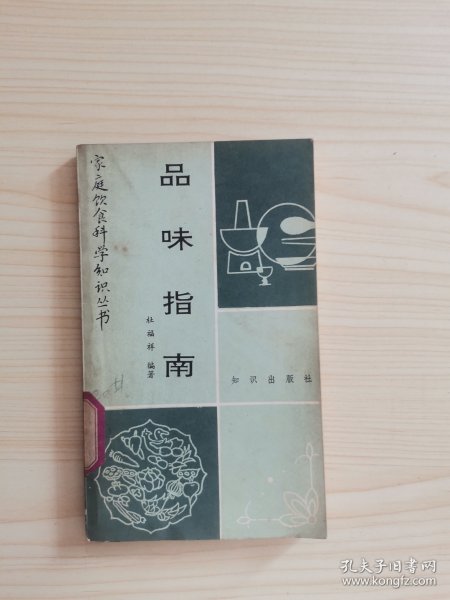 家庭饮食科学知识丛书
品味指南
杜福祥 编著
知识出版社
孔夫子旧书网
www.kongfz.com